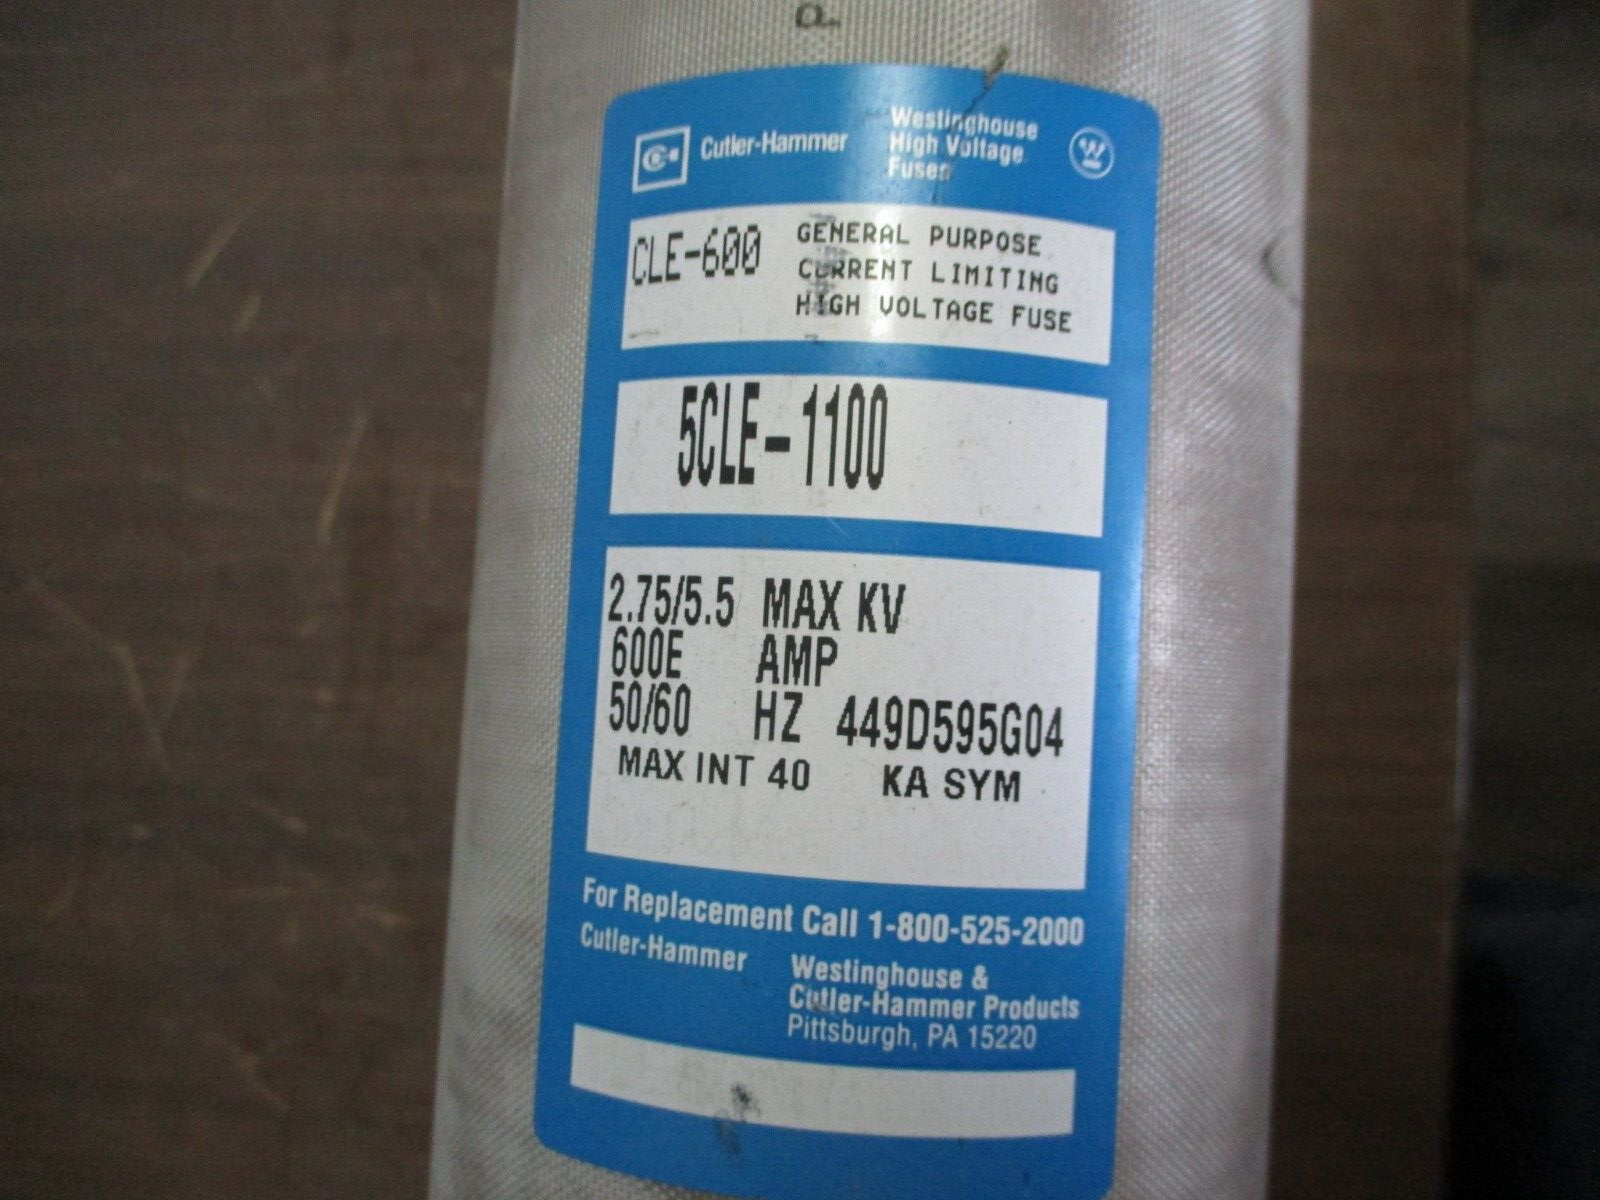 Cutler-Hammer
Westinghouse
High Voltage
Fuses
W
CLE-600
GENERAL PURPOSE
CURRENT LIMITING
HIGH VOLTAGE FUSE
5CLE-1100
2.75/5.5 MAX KV
600E AMP
50/60 HZ 449D595G04
MAX INT 40 KA SYM
For Replacement Call 1-800-525-2000
Cutler-Hammer
Westinghouse &
Cutler-Hammer Products
Pittsburgh, PA 15220